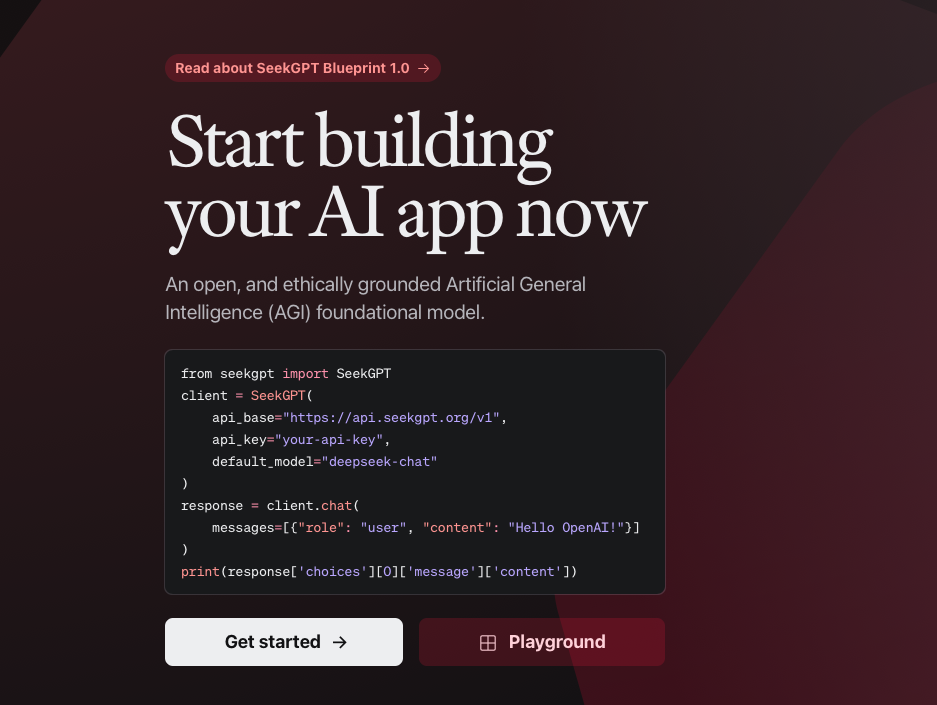 Read about SeekGPT Blueprint 1.0 →
Start building
your AI app now
An open, and ethically grounded Artificial General
Intelligence (AGI) foundational model.
from seekgpt import SeekGPT
client = SeekGPT(
    api_base="https://api.seekgpt.org/v1",
    api_key="your-api-key",
    default_model="deepseek-chat"
)
response = client.chat(
    messages=[{"role": "user", "content": "Hello OpenAI!"}]
)
print(response['choices'][0]['message']['content'])
Get started →
Playground